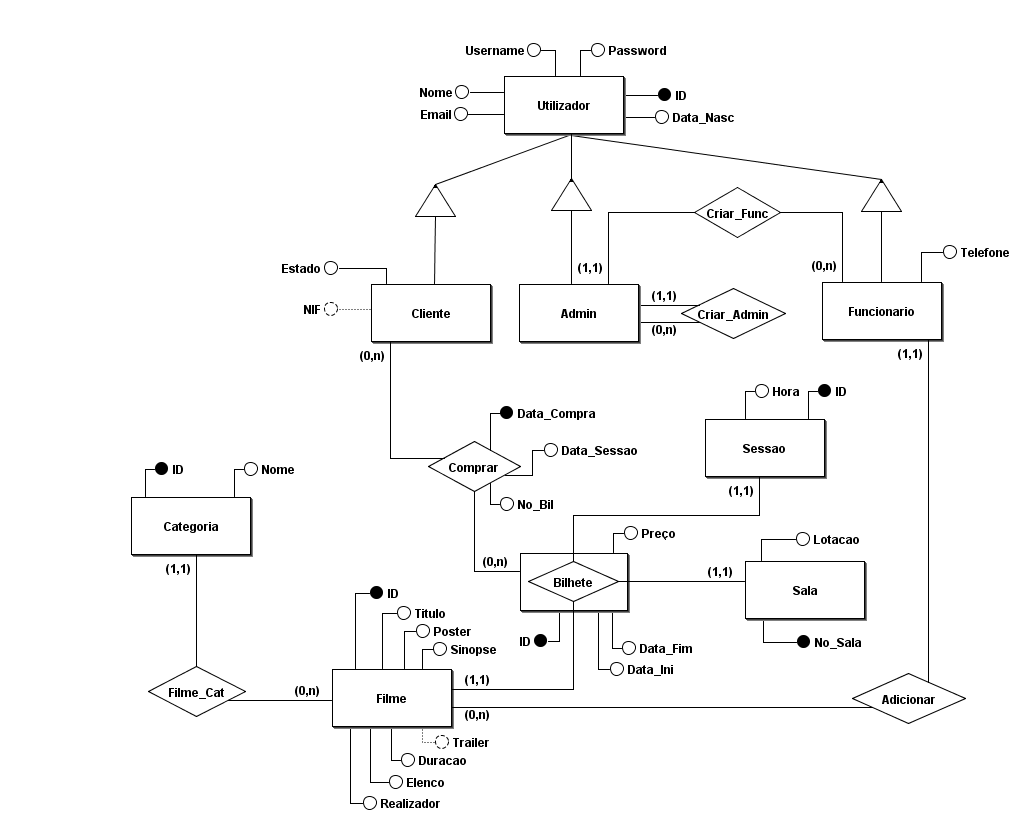 Username
Password
Nome
Utilizador
ID
Email
Data_Nasc
Criar_Func
Estado
(1,1)
(0,n)
Telefone
NIF
Cliente
Admin
(1,1)
Criar_Admin
(0,n)
Funcionario
(0,n)
(1,1)
Data_Compra
Hora
ID
Data_Sessao
Sessao
ID
Nome
Comprar
(1,1)
No_Bil
Categoria
Preço
Lotacao
(1,1)
(0,n)
Bilhete
(1,1)
Sala
ID
Titulo
Poster
Sinopse
ID
Data_Fim
Data_Ini
No_Sala
Filme_Cat
(0,n)
Filme
(1,1)
(0,n)
Adicionar
Trailer
Duracao
Elenco
Realizador